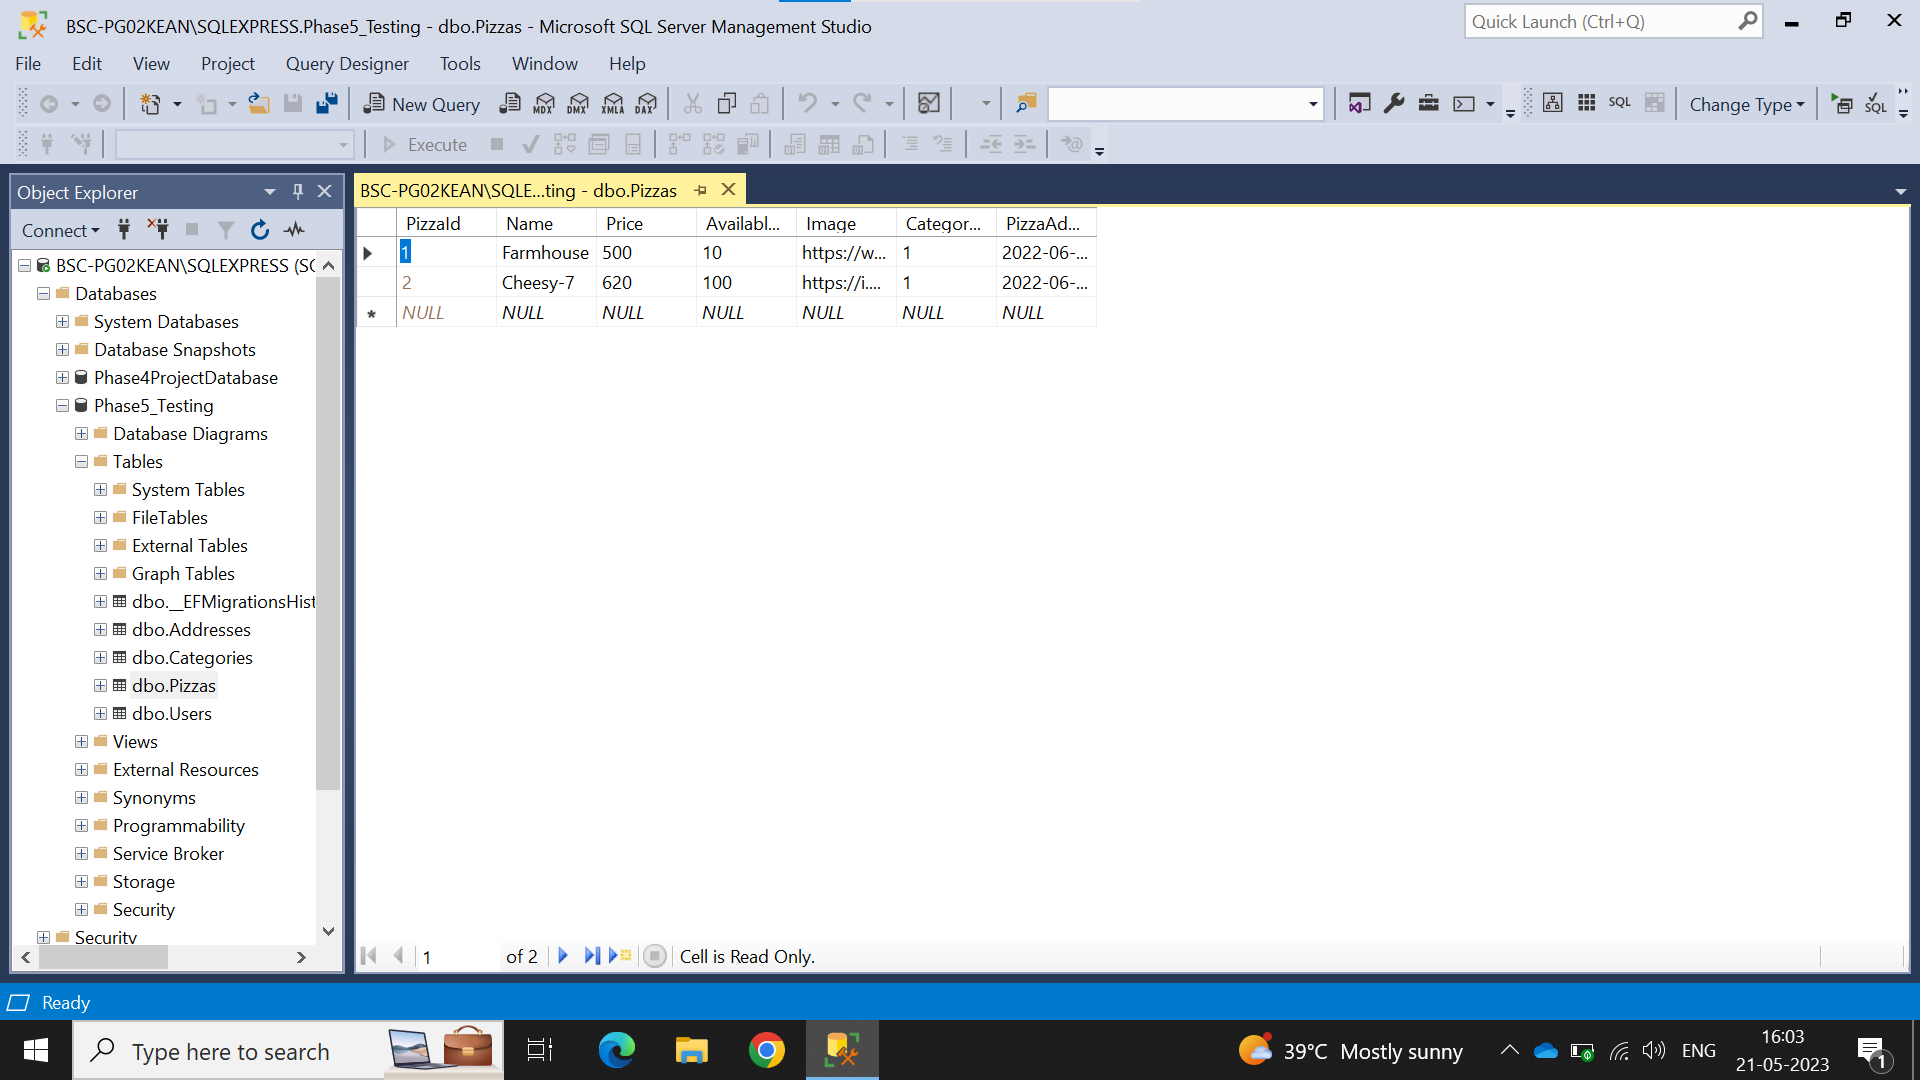 BSC-PG02KEAN\SQLEXPRESS.Phase5_Testing - dbo.Pizzas - Microsoft SQL Server Management Studio
Quick Launch (Ctrl+Q)
File Edit View Project Query Designer Tools Window Help
New Query MDX DMX XMLA DAX SQL Change Type SQL
Execute
Object Explorer
Connect
BSC-PG02KEAN\SQLEXPRESS (SQ
Databases
System Databases
Database Snapshots
Phase4ProjectDatabase
Phase5_Testing
Database Diagrams
Tables
System Tables
FileTables
External Tables
Graph Tables
dbo.__EFMigrationsHist
dbo.Addresses
dbo.Categories
dbo.Pizzas
dbo.Users
Views
External Resources
Synonyms
Programmability
Service Broker
Storage
Security
Security
BSC-PG02KEAN\SQLE...ting - dbo.Pizzas
PizzaId Name Price Availabl... Image Categor... PizzaAd...
1 Farmhouse 500 10 https://w... 1 2022-06-...
2 Cheesy-7 620 100 https://i.... 1 2022-06-...
NULL NULL NULL NULL NULL NULL NULL
1 of 2 Cell is Read Only.
Ready
Type here to search
39°C Mostly sunny
ENG
16:03
21-05-2023
1